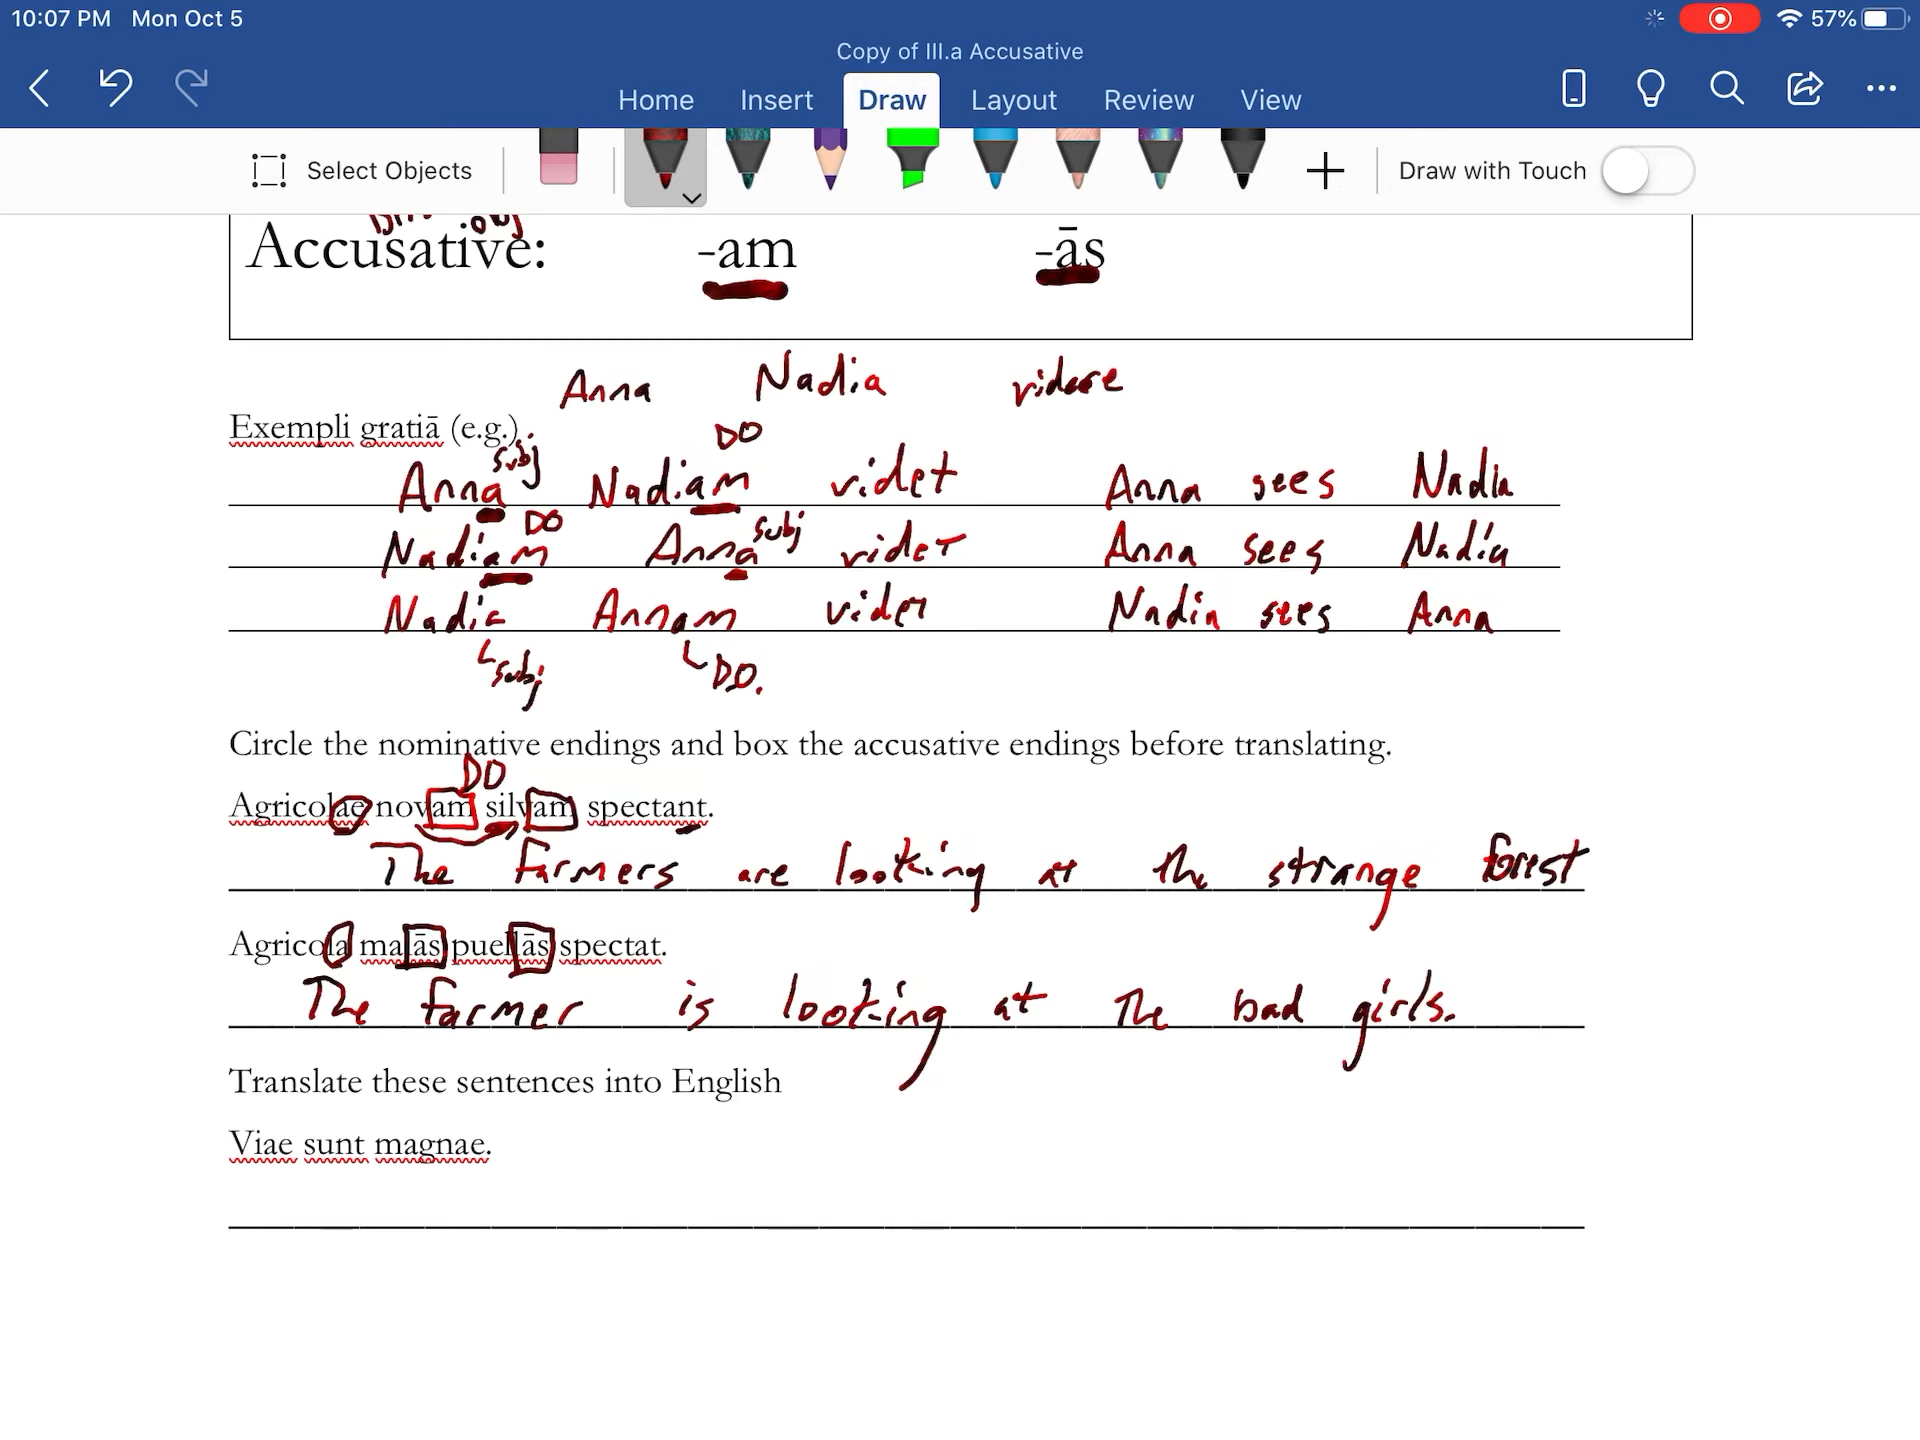 10:07 PM Mon Oct 5 57%
Copy of III.a Accusative
Home Insert Draw Layout Review View
Select Objects Draw with Touch
Accusative: -am -ās
Anna Nadia videre
Exempli gratiā (e.g.)
subj DO
Anna Nadiam videt Anna sees Nadia
DO subj
Nadiam Anna videt Anna sees Nadia
Nadia Annam videt Nadia sees Anna
subj DO.
Circle the nominative endings and box the accusative endings before translating.
DO
Agricolae novam silvam spectant.
The farmers are looking at the strange forest
Agricola malās puellās spectat.
The farmer is looking at the bad girls.
Translate these sentences into English
Viae sunt magnae.